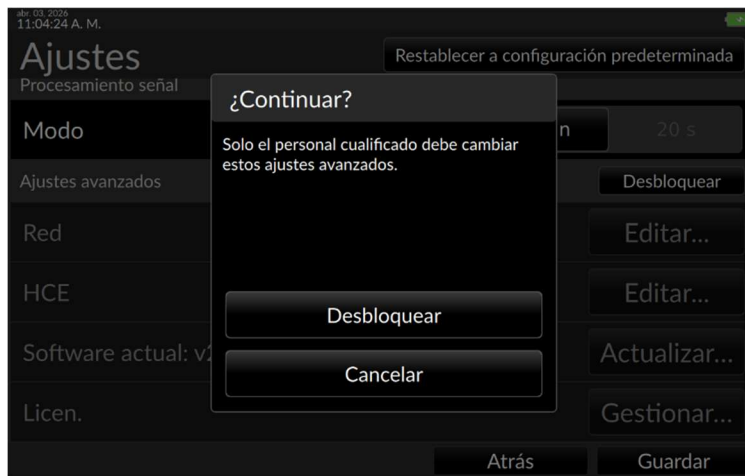 abr. 03, 2026
11:04:24 A. M.
Ajustes
Restablecer a configuración predeterminada
Procesamiento señal
¿Continuar?
Modo
n
20 s
Solo el personal cualificado debe cambiar
estos ajustes avanzados.
Ajustes avanzados
Desbloquear
Red
Editar...
HCE
Editar...
Desbloquear
Software actual: v2
Actualizar...
Cancelar
Licen.
Gestionar...
Atrás
Guardar